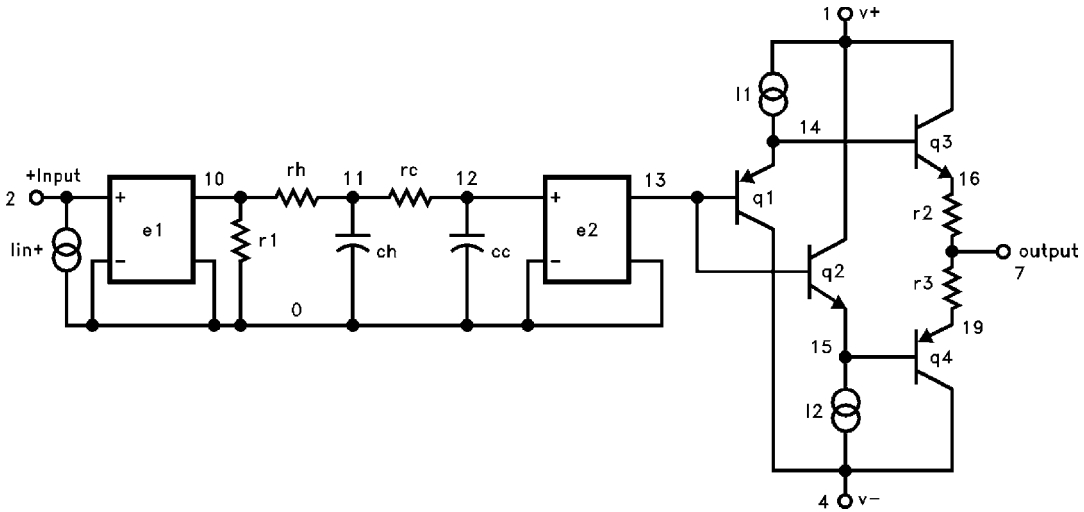 1 v+
I1
14
q3
+Input
2
+
e1
10
rh
11
rc
12
+
e2
13
q1
16
r2
Iin+
r1
ch
cc
q2
output
7
r3
−
−
0
15
19
q4
I2
4 v−